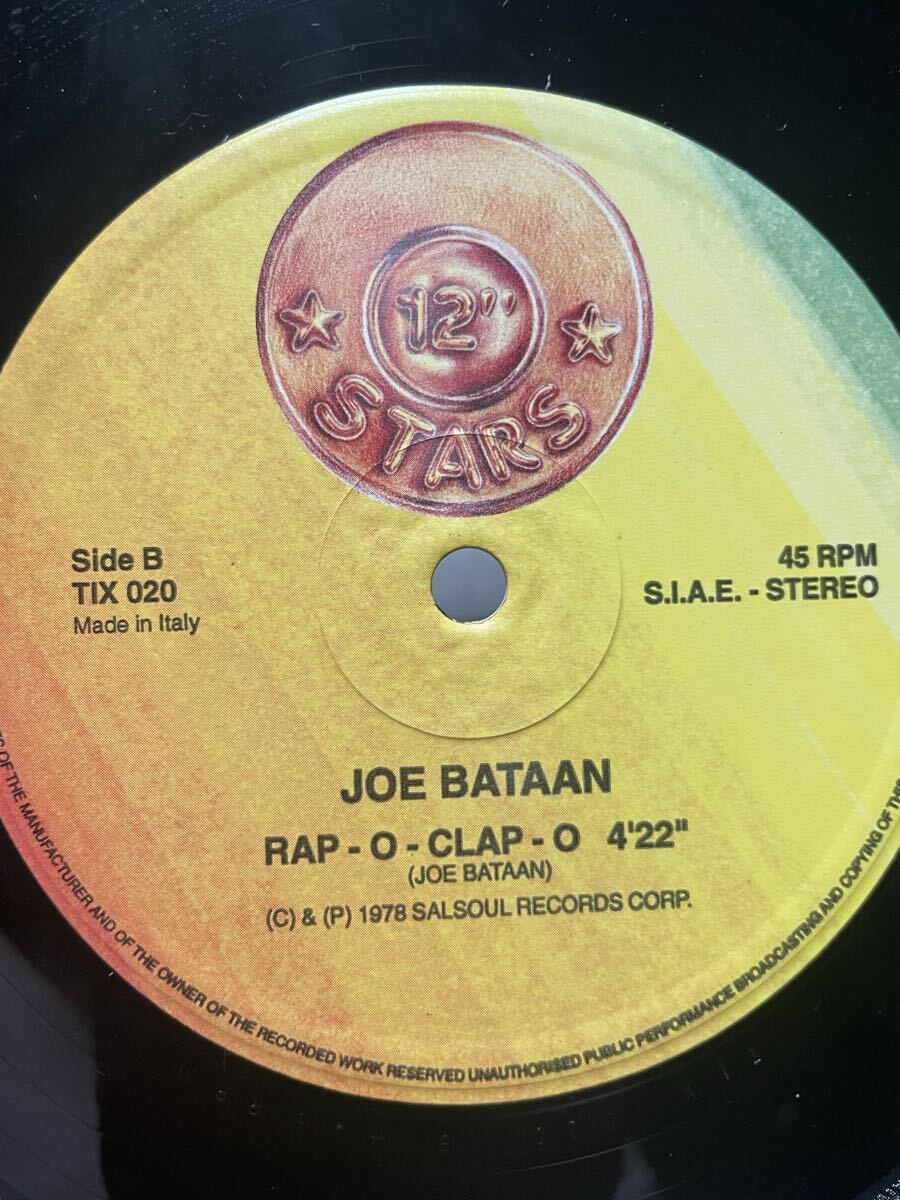 12"
STARS
Side B
TIX 020
Made in Italy
45 RPM
S.I.A.E. - STEREO
JOE BATAAN
RAP - O - CLAP - O 4'22"
(JOE BATAAN)
(C) & (P) 1978 SALSOUL RECORDS CORP.
OF THE MANUFACTURER AND OF THE OWNER OF THE RECORDED WORK RESERVED UNAUTHORISED PUBLIC PERFORMANCE BROADCASTING AND COPYING OF THIS